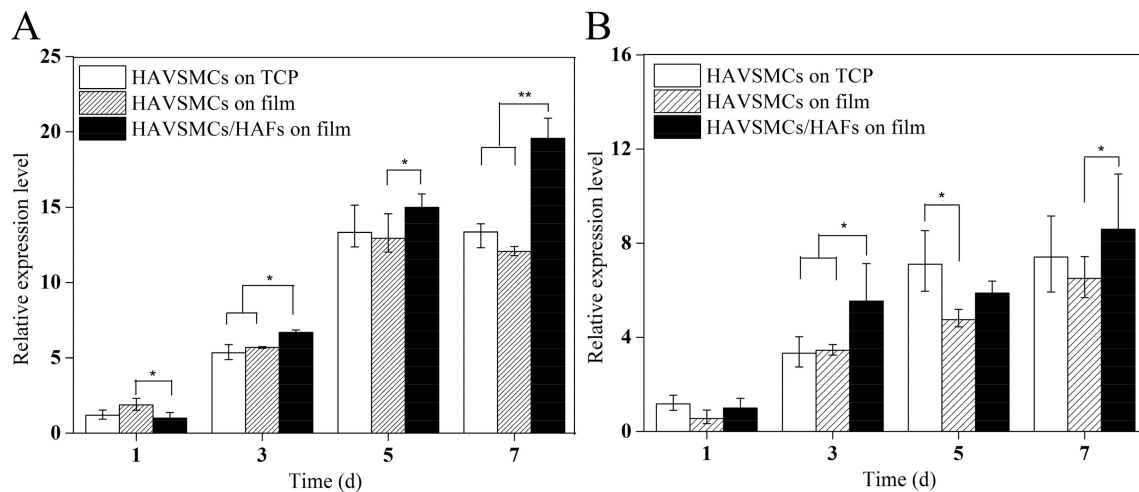 A
Relative expression level
25
20
15
10
5
0
HAVSMCs on TCP
HAVSMCs on film
HAVSMCs/HAFs on film
*
*
*
**
1 3 5 7
Time (d)
B
Relative expression level
16
12
8
4
0
HAVSMCs on TCP
HAVSMCs on film
HAVSMCs/HAFs on film
*
*
*
1 3 5 7
Time (d)